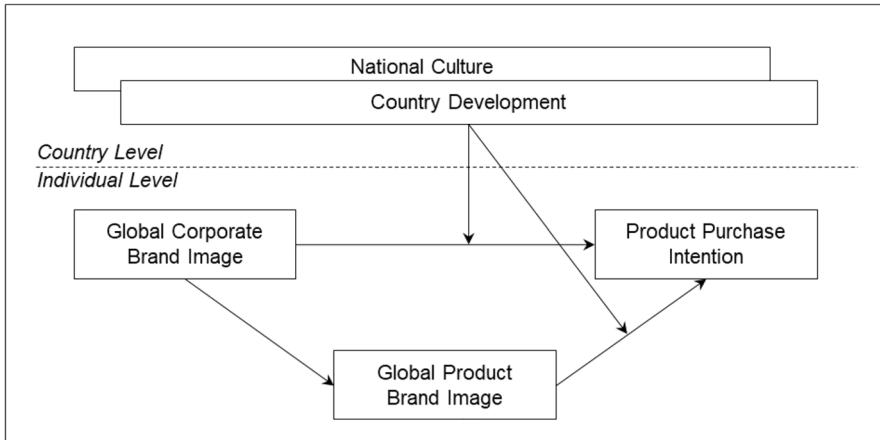 National Culture
Country Development
Country Level
Individual Level
Global Corporate
Brand Image
Product Purchase
Intention
Global Product
Brand Image